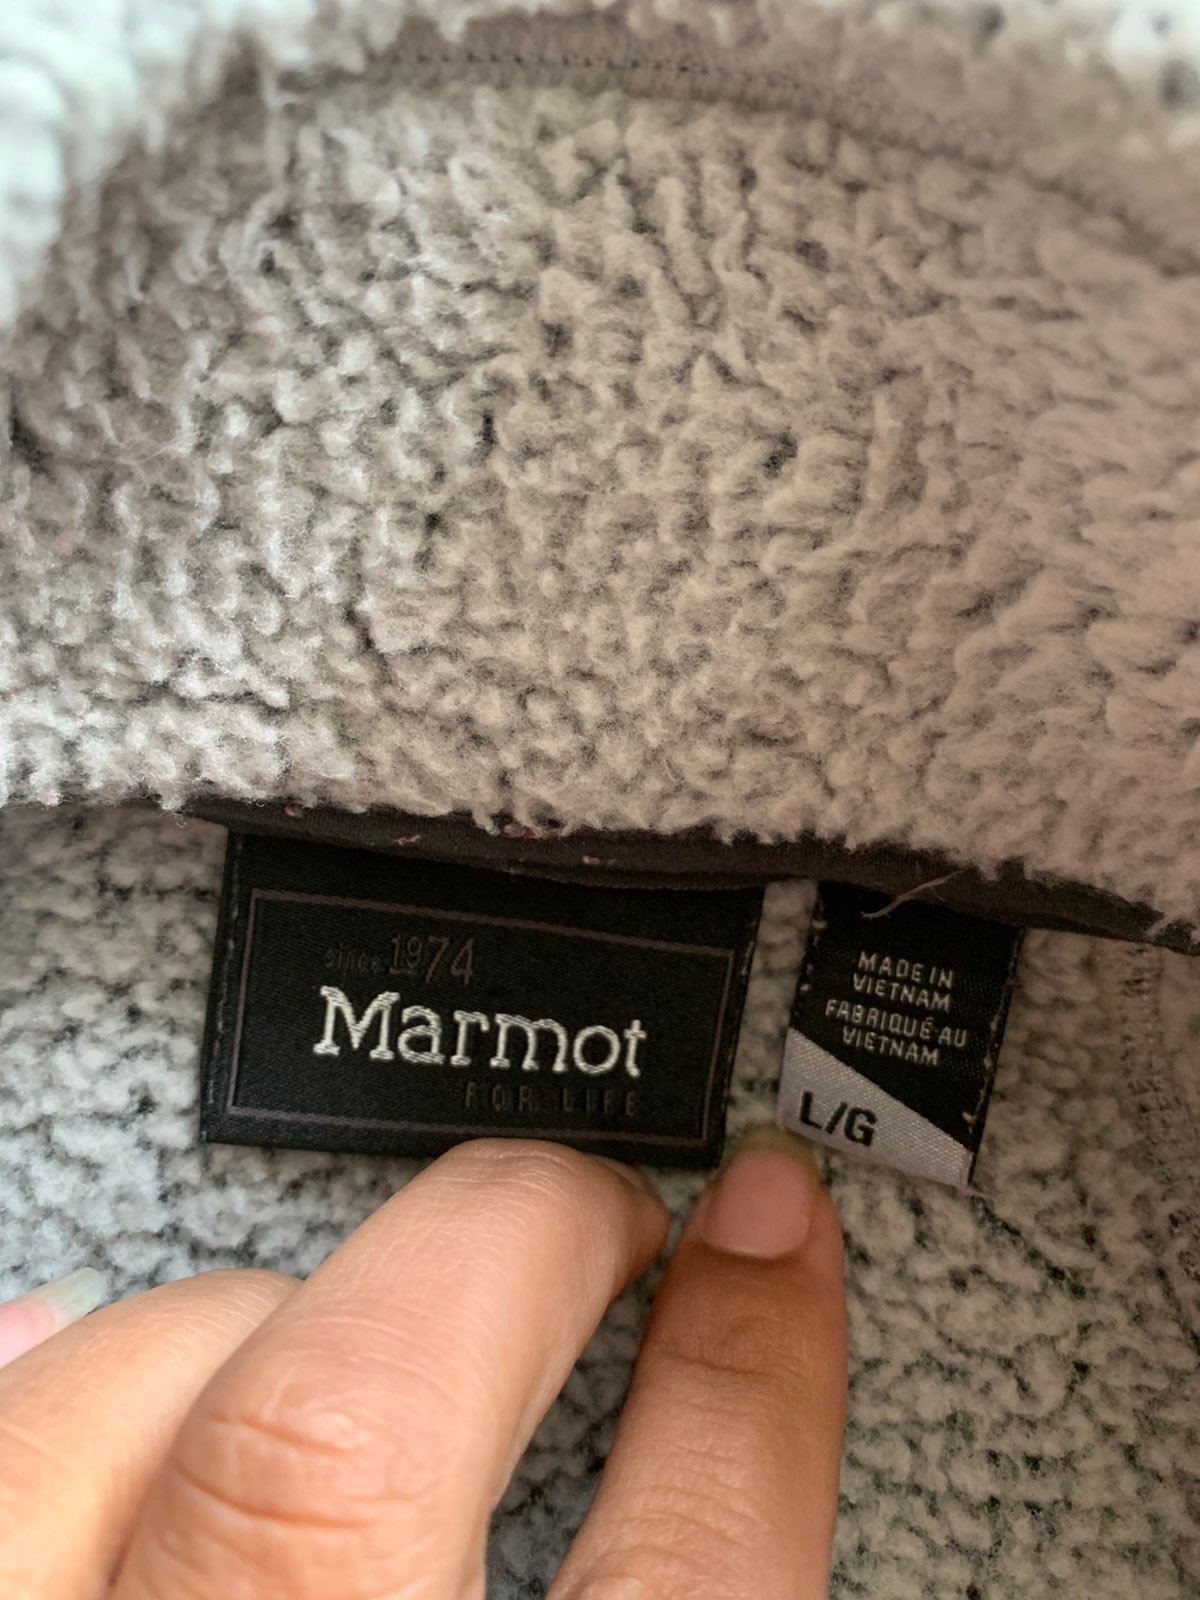 since 1974
Marmot
FOR LIFE
MADE IN
VIETNAM
FABRIQUÉ AU
VIETNAM
L/G